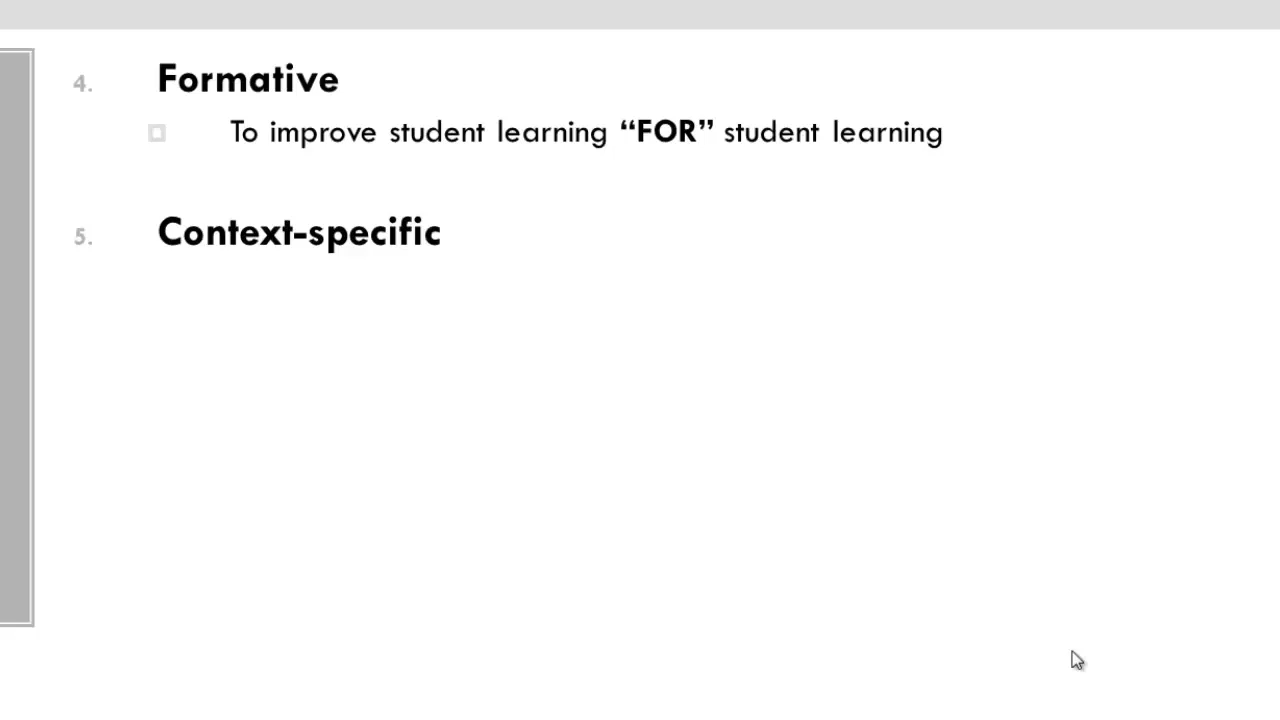 4. Formative
To improve student learning “FOR” student learning
5. Context-specific